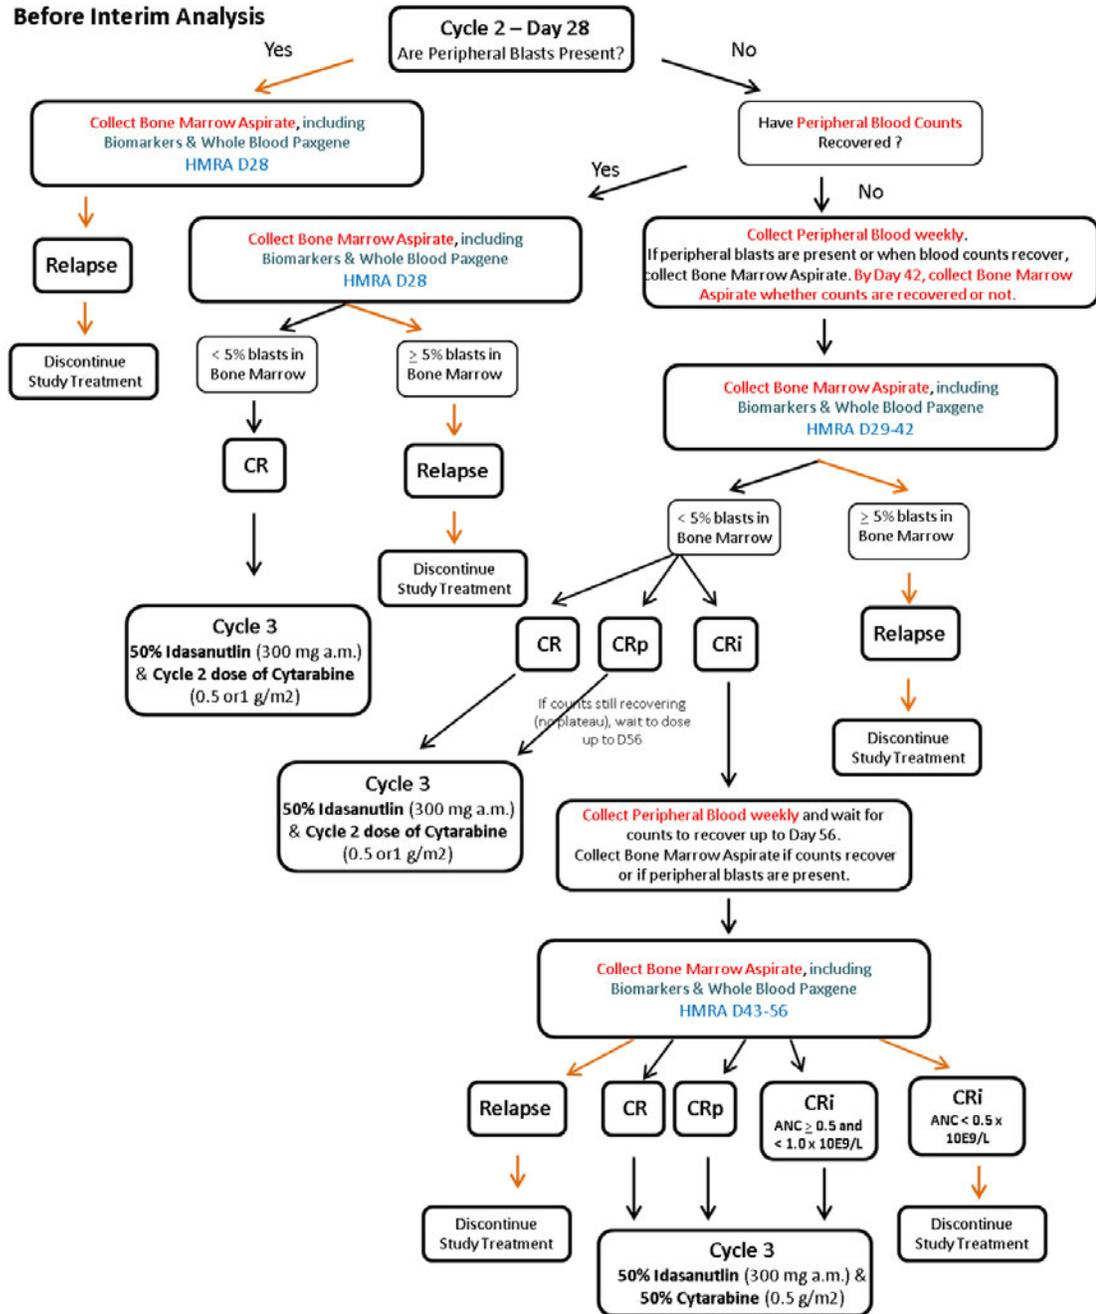 Before Interim Analysis
Cycle 2 – Day 28
Are Peripheral Blasts Present?
Yes
No
Collect Bone Marrow Aspirate, including
Biomarkers & Whole Blood Paxgene
HMRA D28
Have Peripheral Blood Counts
Recovered ?
Yes
No
Relapse
Collect Bone Marrow Aspirate, including
Biomarkers & Whole Blood Paxgene
HMRA D28
Collect Peripheral Blood weekly.
If peripheral blasts are present or when blood counts recover,
collect Bone Marrow Aspirate. By Day 42, collect Bone Marrow
Aspirate whether counts are recovered or not.
Discontinue
Study Treatment
< 5% blasts in
Bone Marrow
≥ 5% blasts in
Bone Marrow
Collect Bone Marrow Aspirate, including
Biomarkers & Whole Blood Paxgene
HMRA D29-42
CR
Relapse
< 5% blasts in
Bone Marrow
≥ 5% blasts in
Bone Marrow
Discontinue
Study Treatment
Cycle 3
50% Idasanutlin (300 mg a.m.)
& Cycle 2 dose of Cytarabine
(0.5 or1 g/m2)
CR
CRp
CRi
Relapse
If counts still recovering
(no plateau), wait to dose
up to D56
Discontinue
Study Treatment
Cycle 3
50% Idasanutlin (300 mg a.m.)
& Cycle 2 dose of Cytarabine
(0.5 or1 g/m2)
Collect Peripheral Blood weekly and wait for
counts to recover up to Day 56.
Collect Bone Marrow Aspirate if counts recover
or if peripheral blasts are present.
Collect Bone Marrow Aspirate, including
Biomarkers & Whole Blood Paxgene
HMRA D43-56
Relapse
CR
CRp
CRi
ANC ≥ 0.5 and
< 1.0 x 10E9/L
CRi
ANC < 0.5 x
10E9/L
Discontinue
Study Treatment
Discontinue
Study Treatment
Cycle 3
50% Idasanutlin (300 mg a.m.) &
50% Cytarabine (0.5 g/m2)